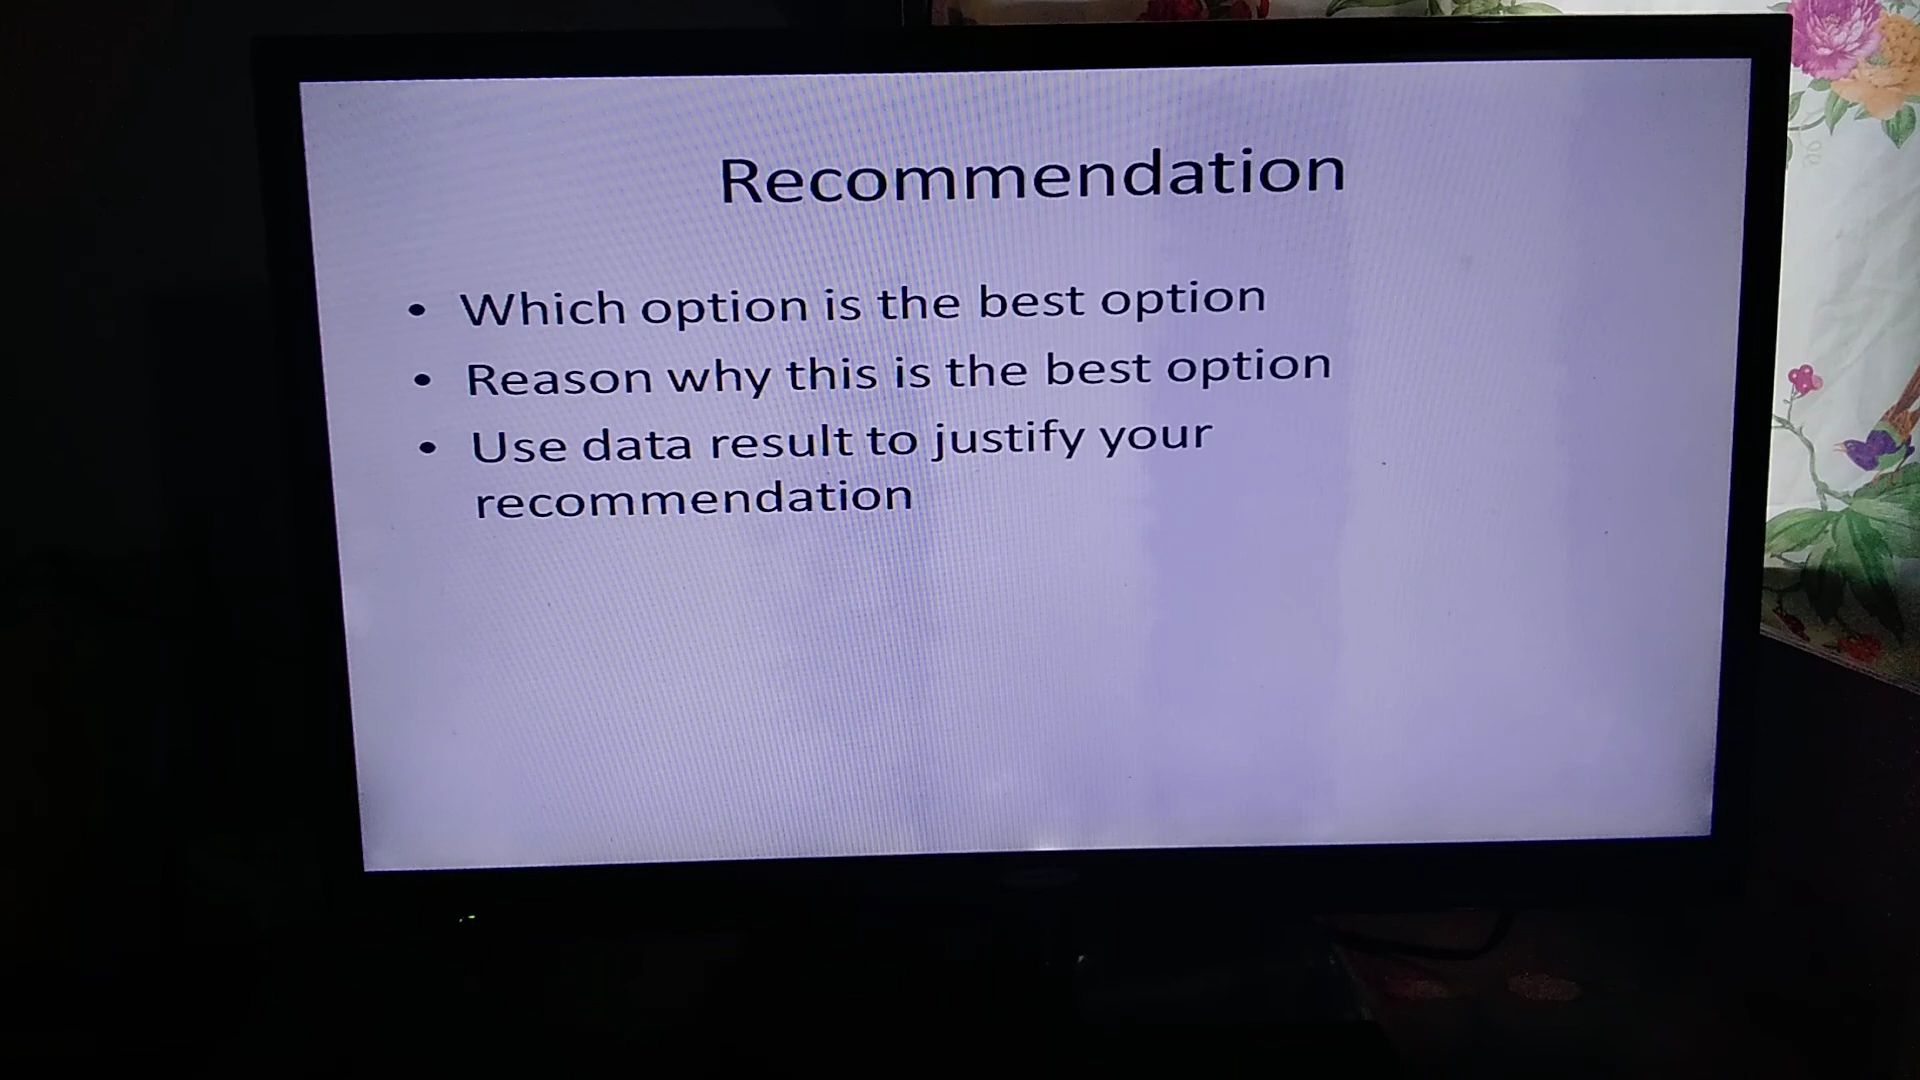 Recommendation
• Which option is the best option
• Reason why this is the best option
• Use data result to justify your
recommendation